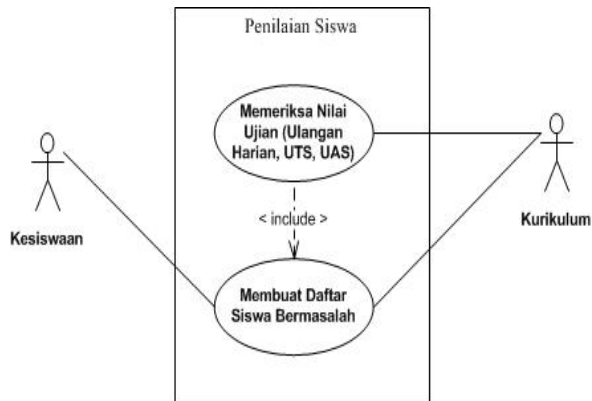 Penilaian Siswa
Memeriksa Nilai
Ujian (Ulangan
Harian, UTS, UAS)
< include >
Kesiswaan
Kurikulum
Membuat Daftar
Siswa Bermasalah